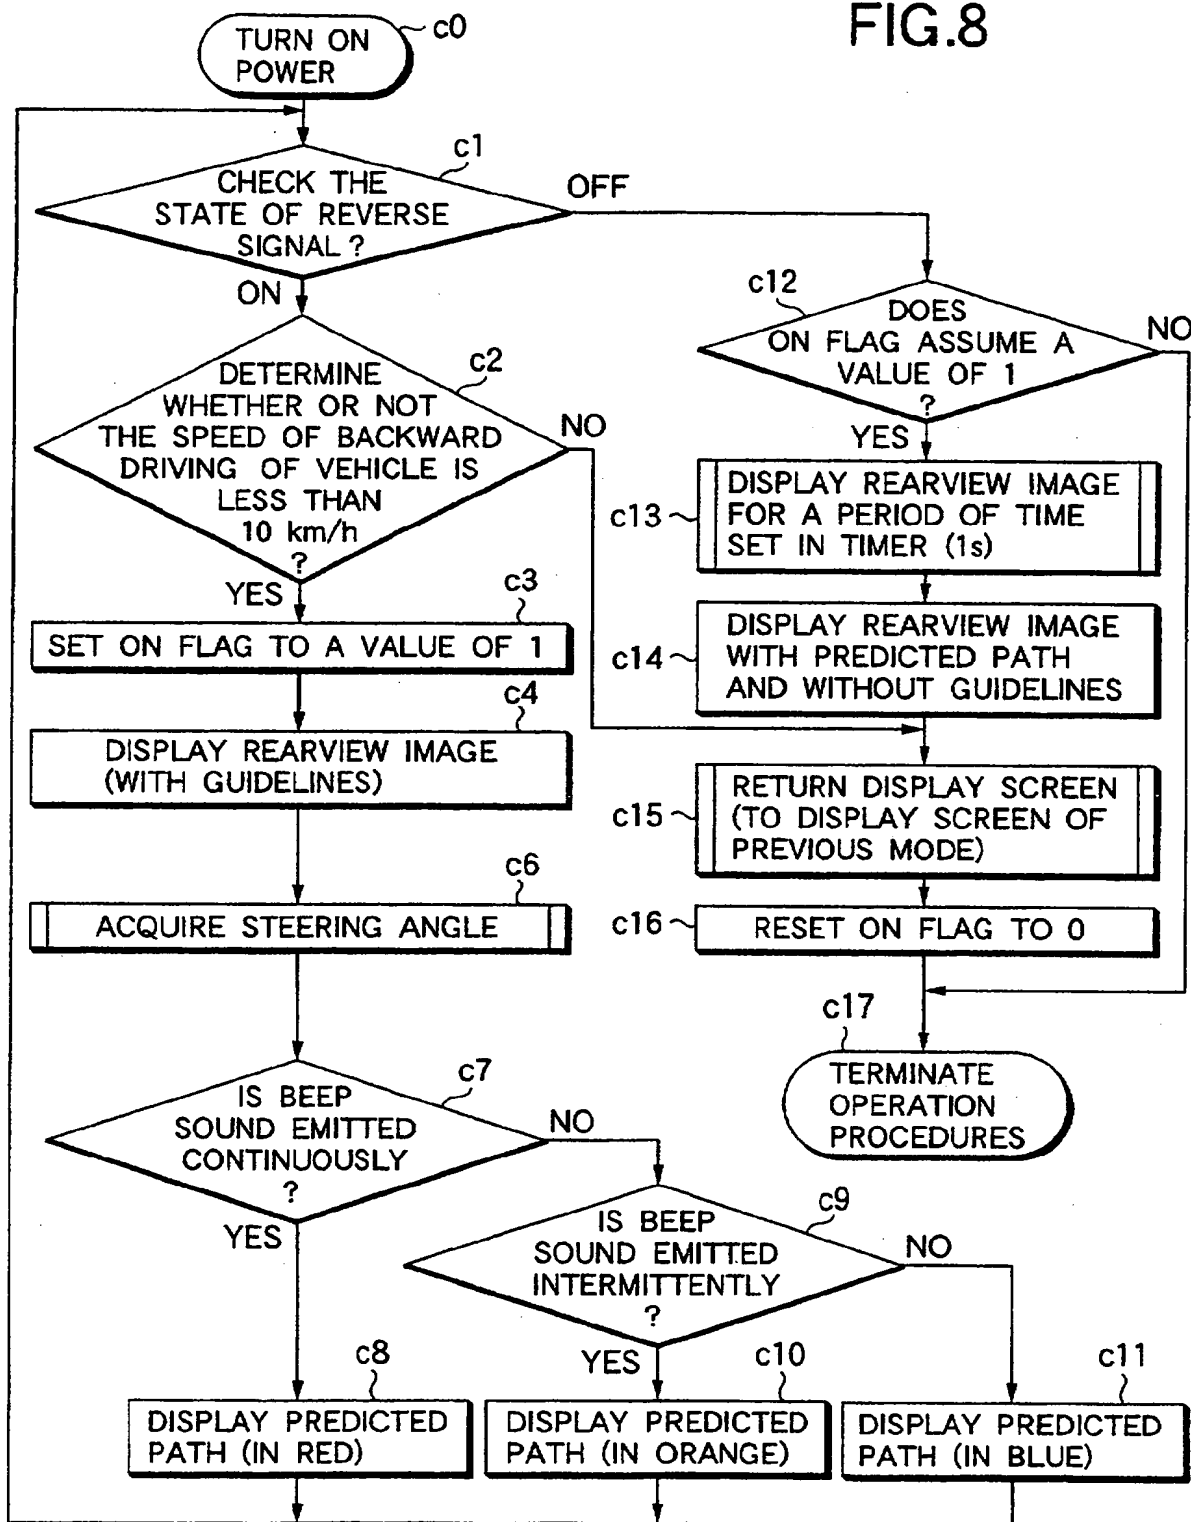 FIG.8
TURN ON
POWER
c0
c1
CHECK THE
STATE OF REVERSE
SIGNAL?
OFF
ON
c2
DETERMINE
WHETHER OR NOT
THE SPEED OF BACKWARD
DRIVING OF VEHICLE IS
LESS THAN
10 km/h
?
NO
YES
c3
SET ON FLAG TO A VALUE OF 1
c4
DISPLAY REARVIEW IMAGE
(WITH GUIDELINES)
c6
ACQUIRE STEERING ANGLE
c7
IS BEEP
SOUND EMITTED
CONTINUOUSLY
?
NO
YES
c8
DISPLAY PREDICTED
PATH (IN RED)
c9
IS BEEP
SOUND EMITTED
INTERMITTENTLY
?
NO
YES
c10
DISPLAY PREDICTED
PATH (IN ORANGE)
c11
DISPLAY PREDICTED
PATH (IN BLUE)
c12
DOES
ON FLAG ASSUME A
VALUE OF 1
?
NO
YES
c13
DISPLAY REARVIEW IMAGE
FOR A PERIOD OF TIME
SET IN TIMER (1s)
c14
DISPLAY REARVIEW IMAGE
WITH PREDICTED PATH
AND WITHOUT GUIDELINES
c15
RETURN DISPLAY SCREEN
(TO DISPLAY SCREEN OF
PREVIOUS MODE)
c16
RESET ON FLAG TO 0
c17
TERMINATE
OPERATION
PROCEDURES